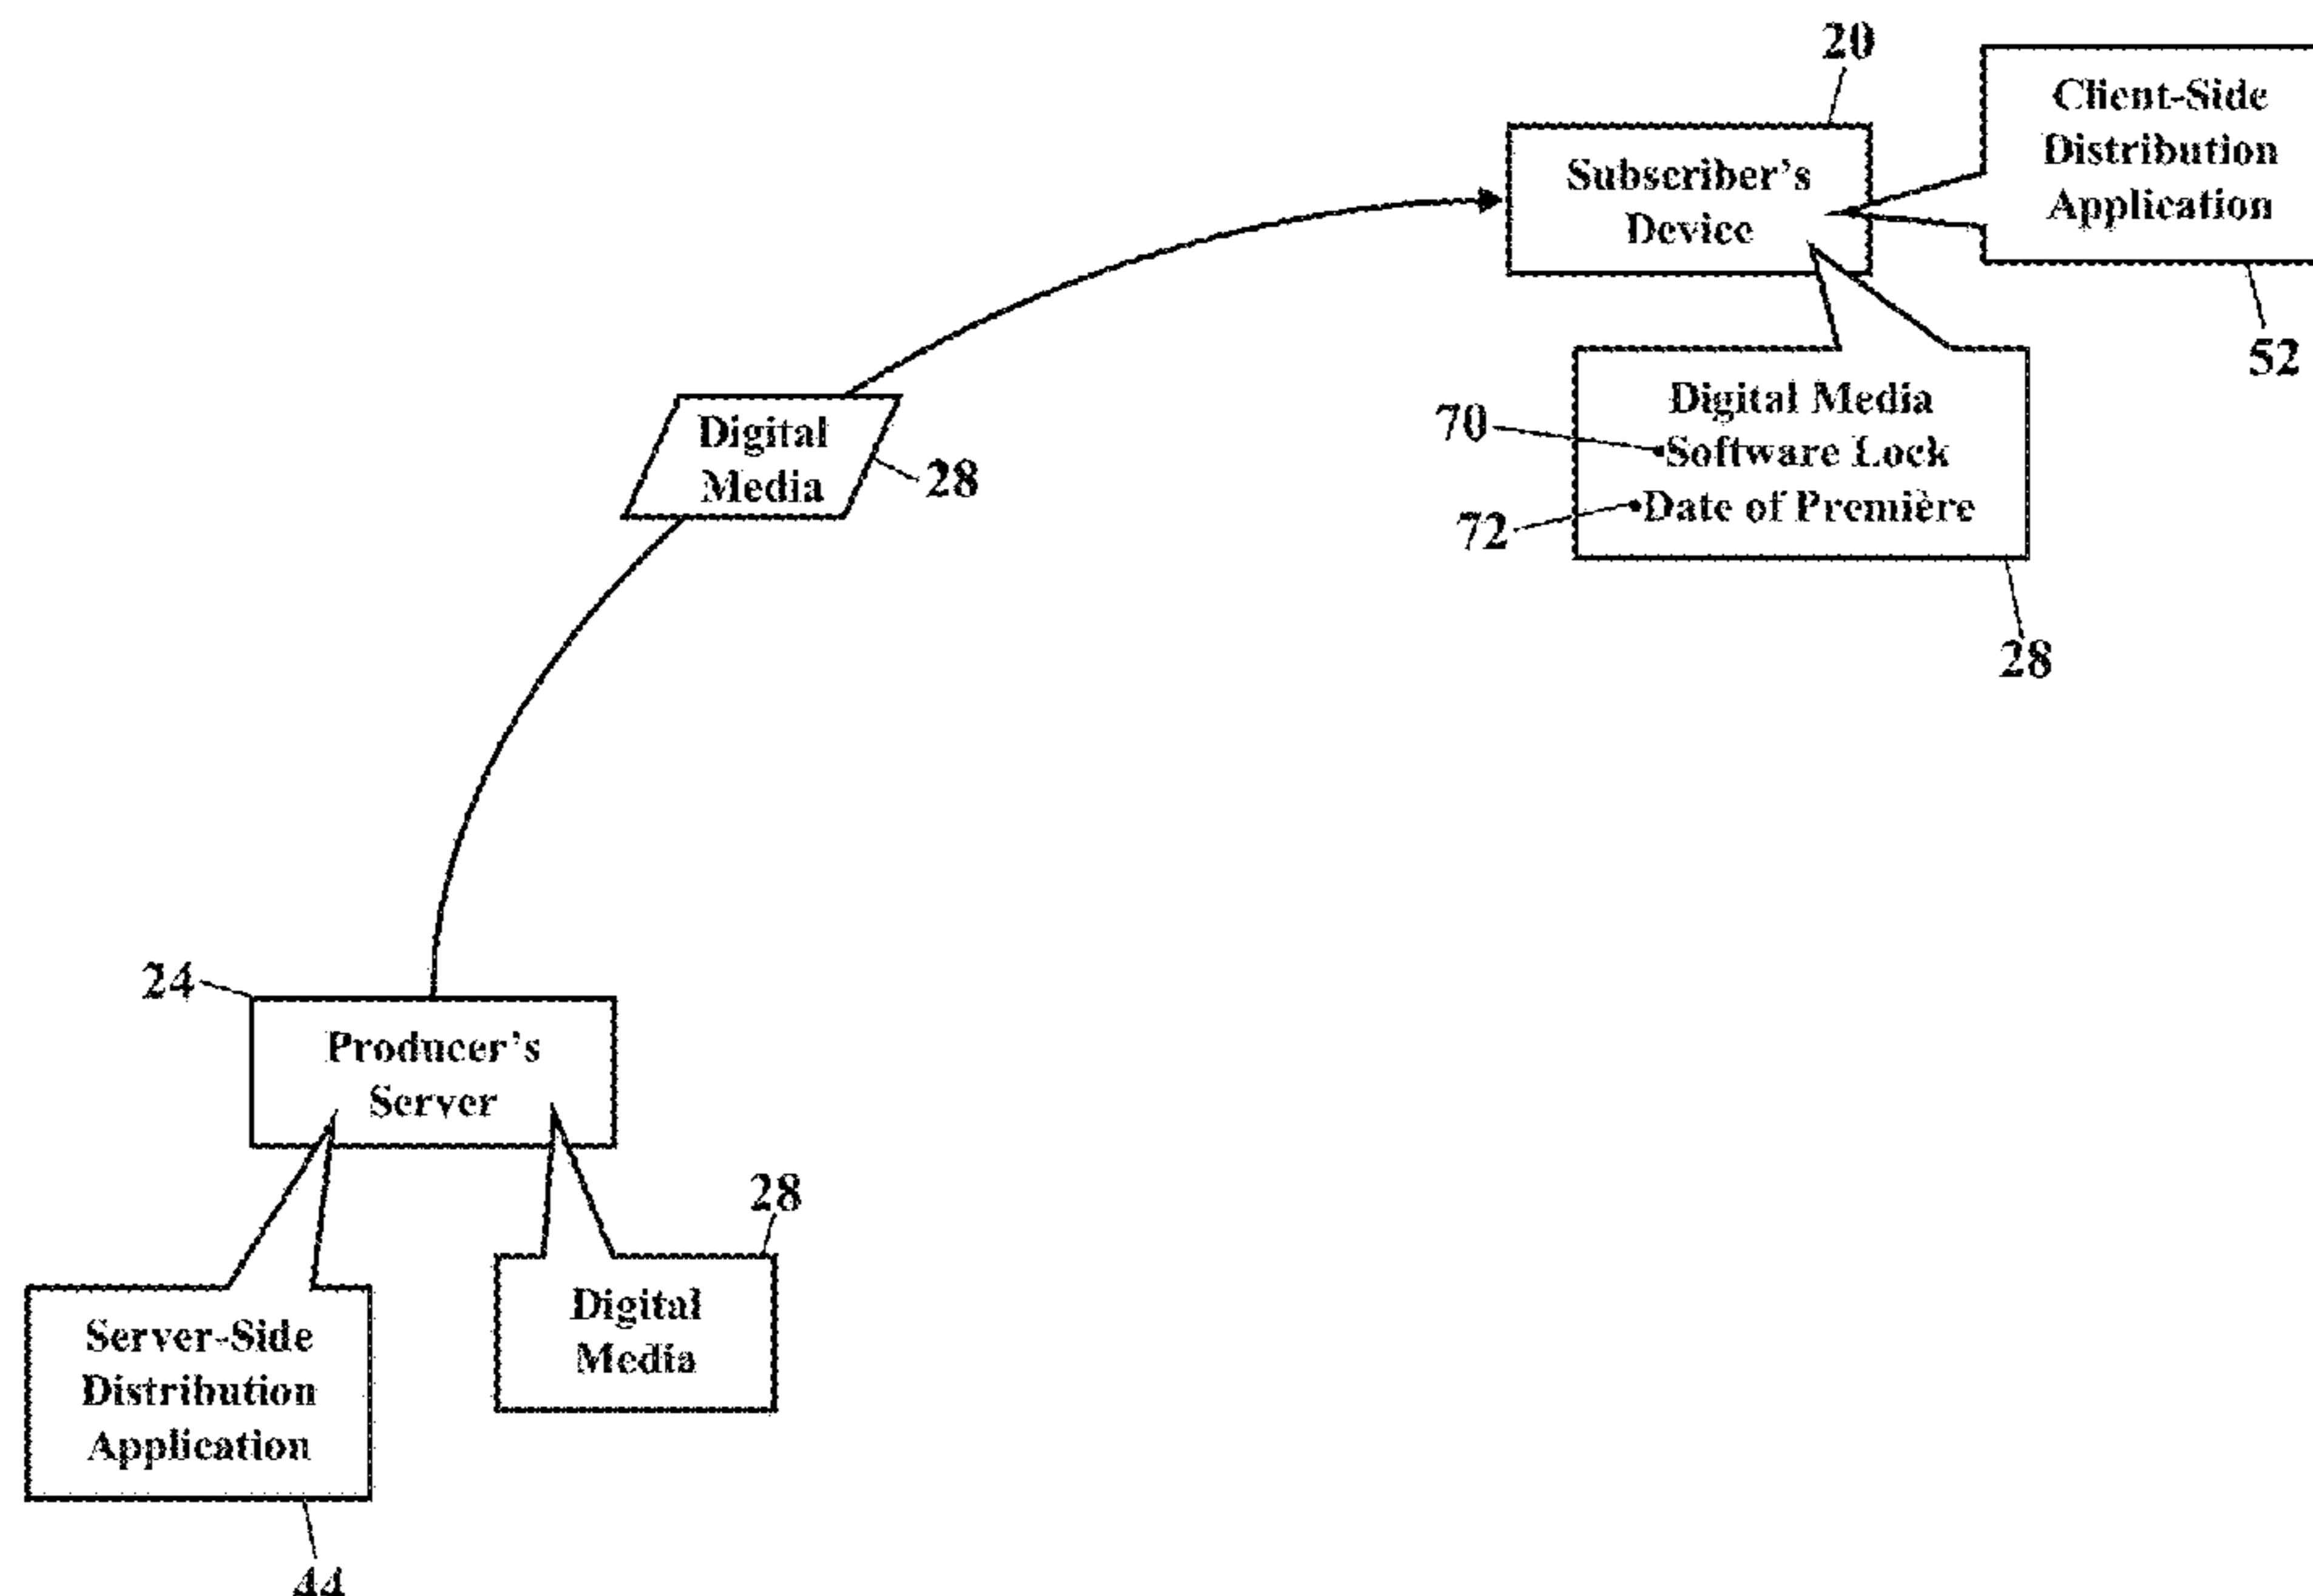 20
Client-Side
Distribution
Application
52
Subscriber's
Device
Digital Media
70
•Software Lock
72
•Date of Première
28
Digital
Media
28
24
Producer's
Server
28
Digital
Media
Server-Side
Distribution
Application
44